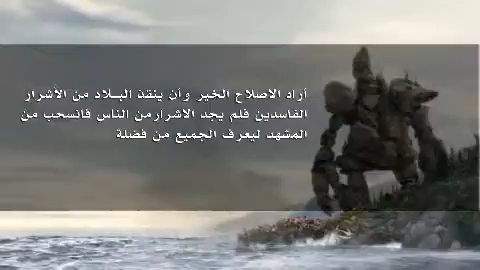 أراد الاصلاح الخير وأن ينقذ البلاد من الأشرار
الفاسدين فلم يجد الاشرارمن الناس فانسحب من
المشهد ليعرف الجميع من فضلة